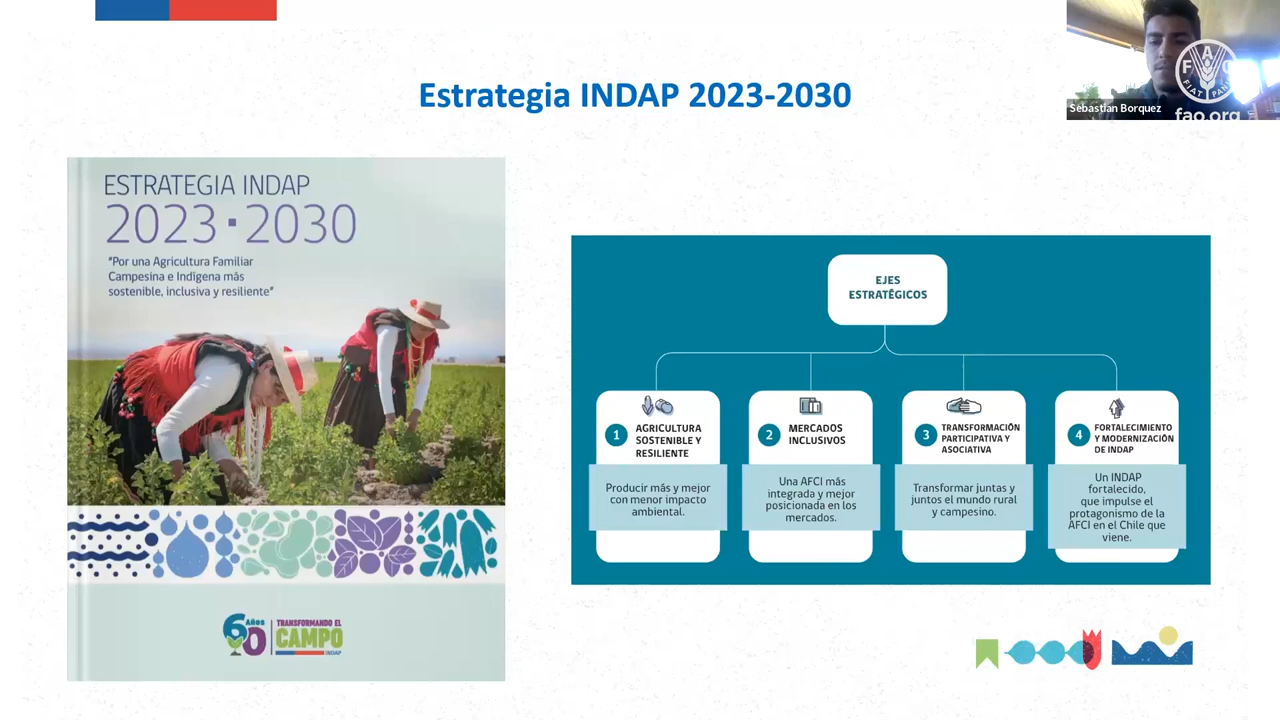 Estrategia INDAP 2023-2030
Sebastian Borquez
FAO
FIAT PANIS
fao.org
ESTRATEGIA INDAP
2023·2030
"Por una Agricultura Familiar
Campesina e Indígena más
sostenible, inclusiva y resiliente"
60 AÑOS
TRANSFORMANDO EL
CAMPO
INDAP
EJES
ESTRATÉGICOS
1
AGRICULTURA
SOSTENIBLE Y
RESILIENTE
Producir más y mejor
con menor impacto
ambiental.
2
MERCADOS
INCLUSIVOS
Una AFCI más
integrada y mejor
posicionada en los
mercados.
3
TRANSFORMACIÓN
PARTICIPATIVA Y
ASOCIATIVA
Transformar juntas y
juntos el mundo rural
y campesino.
4
FORTALECIMIENTO
Y MODERNIZACIÓN
DE INDAP
Un INDAP
fortalecido,
que impulse el
protagonismo de la
AFCI en el Chile que
viene.